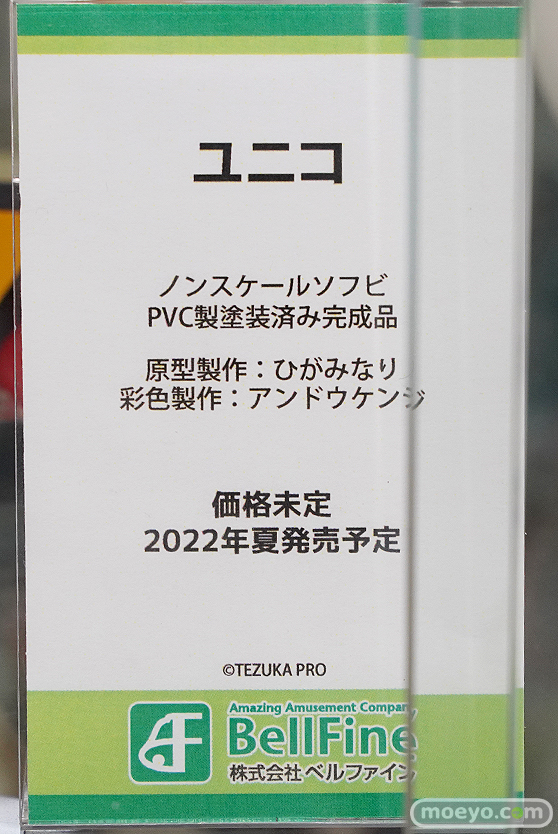 ユニコ
ノンスケールソフビ
PVC製塗装済み完成品
原型製作：ひがみなり
彩色製作：アンドウケンジ
価格未定
2022年夏発売予定
©TEZUKA PRO
Amazing Amusement Company
BellFine
株式会社ベルファイン
moeyo.com